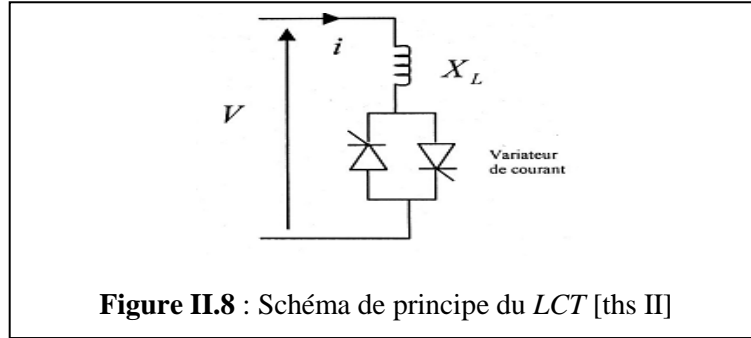 i
X_L
V
Variateur
de courant
Figure II.8 : Schéma de principe du LCT [ths II]